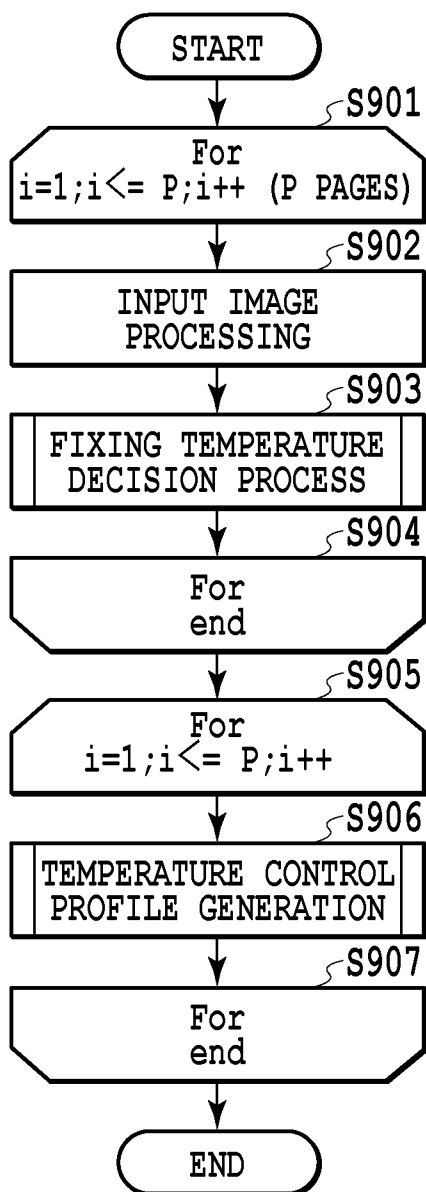 START
S901
For
i=1;i<= P;i++ (P PAGES)
S902
INPUT IMAGE
PROCESSING
S903
FIXING TEMPERATURE
DECISION PROCESS
S904
For
end
S905
For
i=1;i<= P;i++
S906
TEMPERATURE CONTROL
PROFILE GENERATION
S907
For
end
END